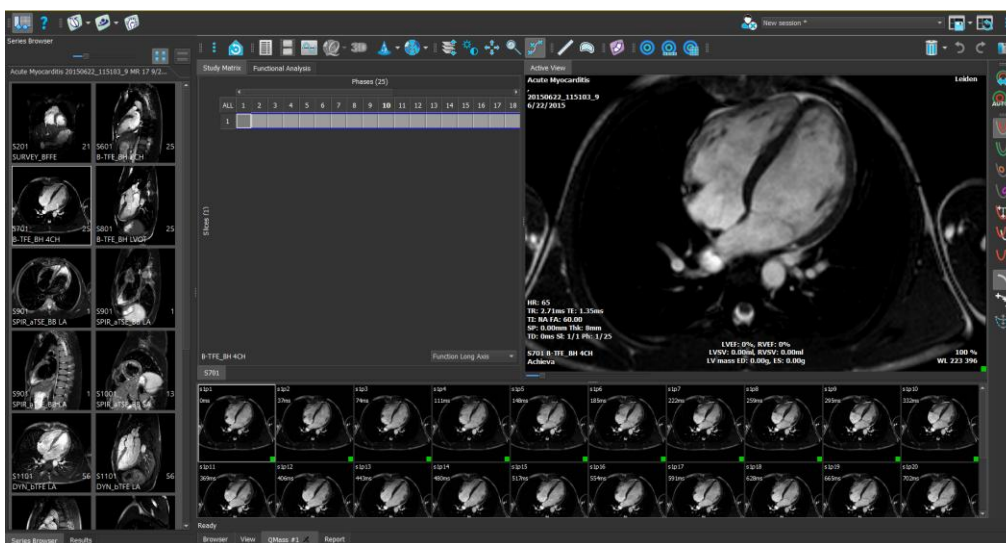 New session *
Series Browser
Acute Myocarditis 20150622_115103_9 MR 17 9/2...
S201 21
SURVEY_BFFE
S601 25
B-TFE_BH 4CH
S701 25
B-TFE_BH 4CH
S801 25
B-TFE_BH LVOT
S901 1
SPIR_aTSE_BB LA
S901 1
SPIR_aTSE_BB LA
S901 1
S1001 13
S1101 56
DYN_bTFE LA
S1101 56
Series Browser Results
Study Matrix Functional Analysis
Phases (25)
ALL 1 2 3 4 5 6 7 8 9 10 11 12 13 14 15 16 17 18
1
Slices (1)
B-TFE_BH 4CH
Function Long Axis
S701
Active View
Acute Myocarditis
Leiden
20150622_115103_9
6/22/2015
HR: 65
TR: 2.71ms TE: 1.35ms
TI: NA FA: 60.00
SP: 0.00mm Thk: 8mm
TD: 0ms Sl: 1/1 Ph: 1/25
S701 B-TFE_BH 4CH
Achieva
LVEF: 0%, RVEF: 0%
LVSV: 0.00ml, RVSV: 0.00ml
LV mass ED: 0.00g, ES: 0.00g
100 %
WL 223 396
s1p1 s1p2 s1p3 s1p4 s1p5 s1p6 s1p7 s1p8 s1p9 s1p10
0ms 37ms 74ms 111ms 148ms 185ms 222ms 259ms 295ms 332ms
s1p11 s1p12 s1p13 s1p14 s1p15 s1p16 s1p17 s1p18 s1p19 s1p20
369ms 406ms 443ms 480ms 517ms 554ms 591ms 628ms 665ms 702ms
Ready
Browser View QMass #1 Report